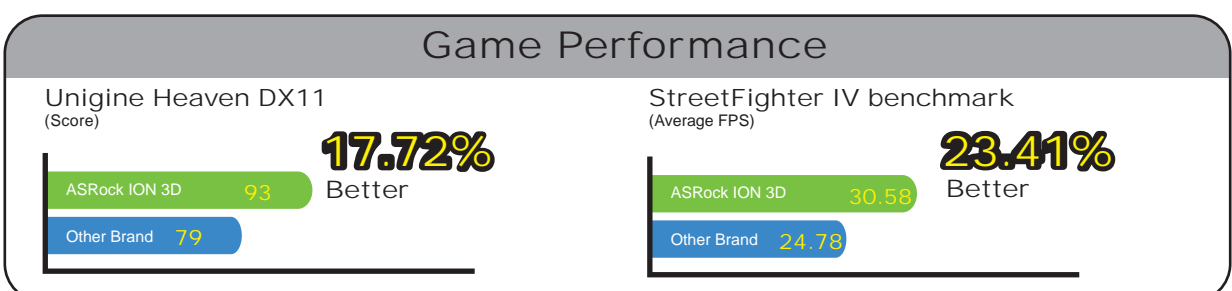 Game Performance
Unigine Heaven DX11
(Score)
17.72%
Better
ASRock ION 3D 93
Other Brand 79
StreetFighter IV benchmark
(Average FPS)
23.41%
Better
ASRock ION 3D 30.58
Other Brand 24.78